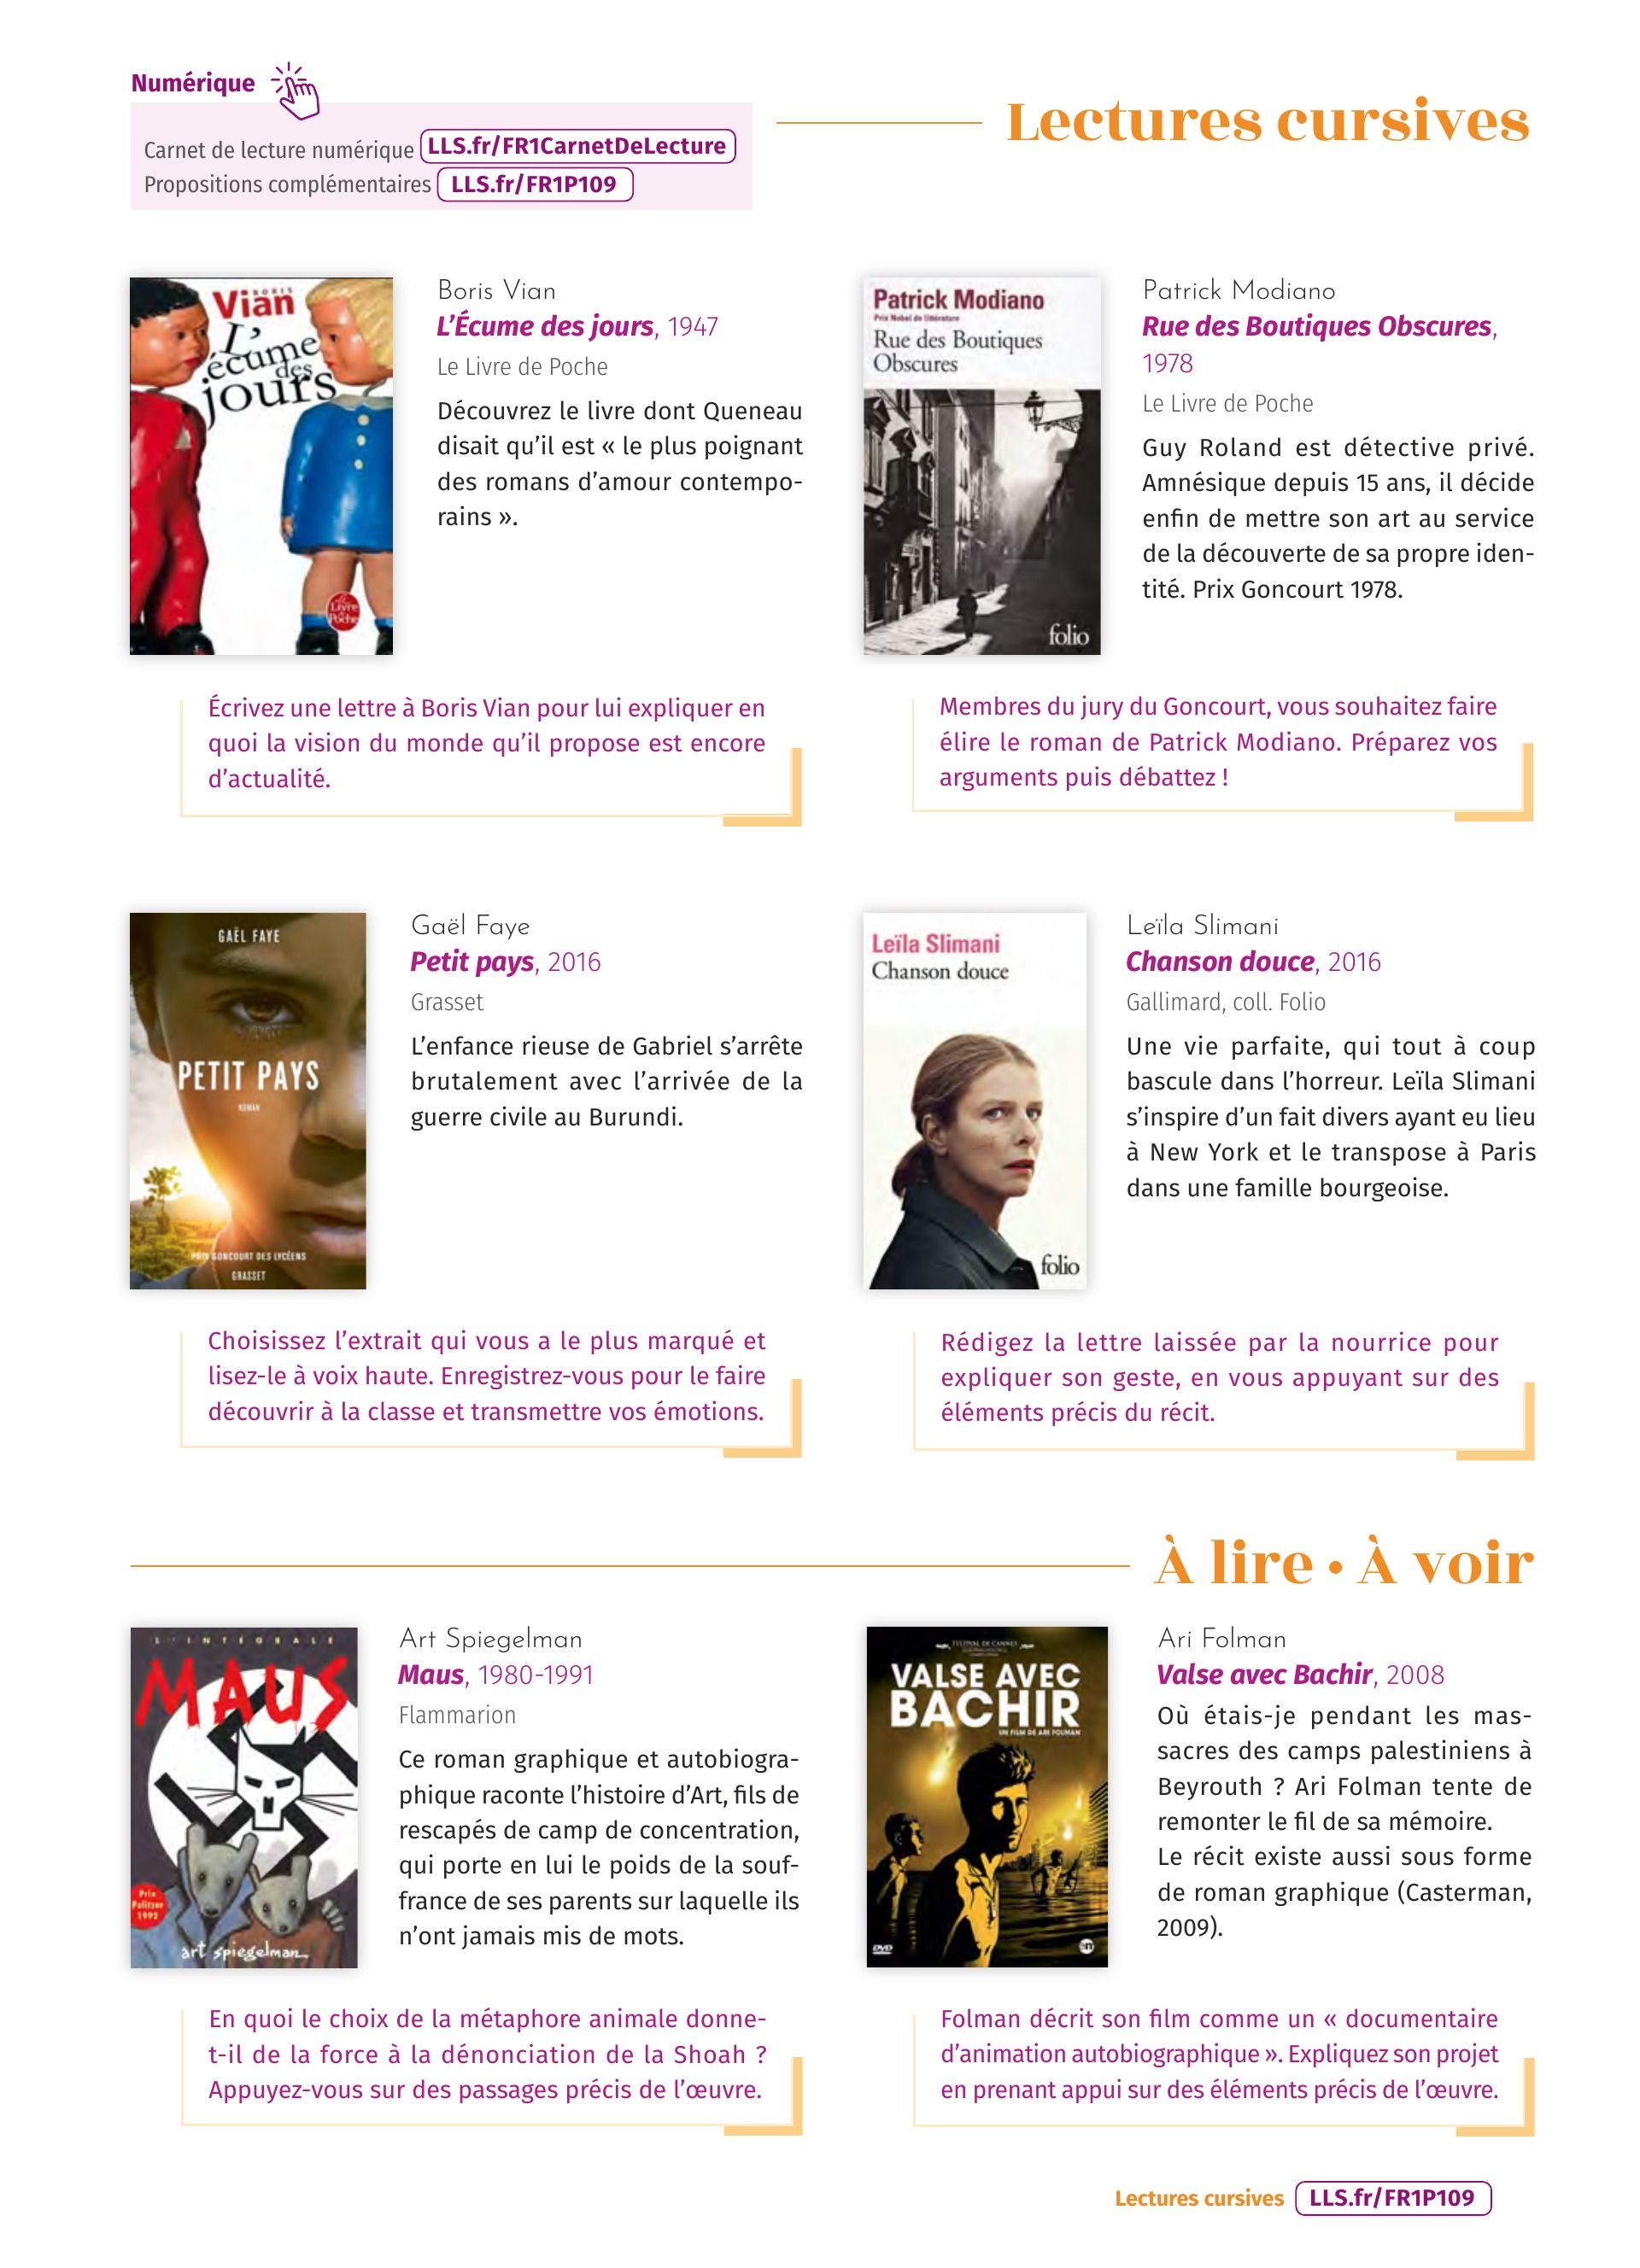 Numérique
Carnet de lecture numérique LLS.fr/FR1CarnetDeLecture
Propositions complémentaires LLS.fr/FR1P109
Lectures cursives
BORIS
Vian
L'
écume
des
jours
Le
Livre
de
Poche
Boris Vian
L'Écume des jours, 1947
Le Livre de Poche
Découvrez le livre dont Queneau
disait qu'il est « le plus poignant
des romans d'amour contempo-
rains ».
Écrivez une lettre à Boris Vian pour lui expliquer en
quoi la vision du monde qu'il propose est encore
d'actualité.
Patrick Modiano
Prix Nobel de littérature
Rue des Boutiques
Obscures
folio
Patrick Modiano
Rue des Boutiques Obscures,
1978
Le Livre de Poche
Guy Roland est détective privé.
Amnésique depuis 15 ans, il décide
enfin de mettre son art au service
de la découverte de sa propre iden-
tité. Prix Goncourt 1978.
Membres du jury du Goncourt, vous souhaitez faire
élire le roman de Patrick Modiano. Préparez vos
arguments puis débattez !
GAËL FAYE
PETIT PAYS
ROMAN
PRIX GONCOURT DES LYCÉENS
GRASSET
Gaël Faye
Petit pays, 2016
Grasset
L'enfance rieuse de Gabriel s'arrête
brutalement avec l'arrivée de la
guerre civile au Burundi.
Choisissez l'extrait qui vous a le plus marqué et
lisez-le à voix haute. Enregistrez-vous pour le faire
découvrir à la classe et transmettre vos émotions.
Leïla Slimani
Chanson douce
folio
Leïla Slimani
Chanson douce, 2016
Gallimard, coll. Folio
Une vie parfaite, qui tout à coup
bascule dans l'horreur. Leïla Slimani
s'inspire d'un fait divers ayant eu lieu
à New York et le transpose à Paris
dans une famille bourgeoise.
Rédigez la lettre laissée par la nourrice pour
expliquer son geste, en vous appuyant sur des
éléments précis du récit.
À lire • À voir
L'INTÉGRALE
MAUS
Prix
Pulitzer
1992
art spiegelman
Art Spiegelman
Maus, 1980-1991
Flammarion
Ce roman graphique et autobiogra-
phique raconte l'histoire d'Art, fils de
rescapés de camp de concentration,
qui porte en lui le poids de la souf-
france de ses parents sur laquelle ils
n'ont jamais mis de mots.
En quoi le choix de la métaphore animale donne-
t-il de la force à la dénonciation de la Shoah ?
Appuyez-vous sur des passages précis de l'œuvre.
FESTIVAL DE CANNES
VALSE AVEC
BACHIR
UN FILM DE ARI FOLMAN
DVD
Ari Folman
Valse avec Bachir, 2008
Où étais-je pendant les mas-
sacres des camps palestiniens à
Beyrouth ? Ari Folman tente de
remonter le fil de sa mémoire.
Le récit existe aussi sous forme
de roman graphique (Casterman,
2009).
Folman décrit son film comme un « documentaire
d'animation autobiographique ». Expliquez son projet
en prenant appui sur des éléments précis de l'œuvre.
Lectures cursives LLS.fr/FR1P109